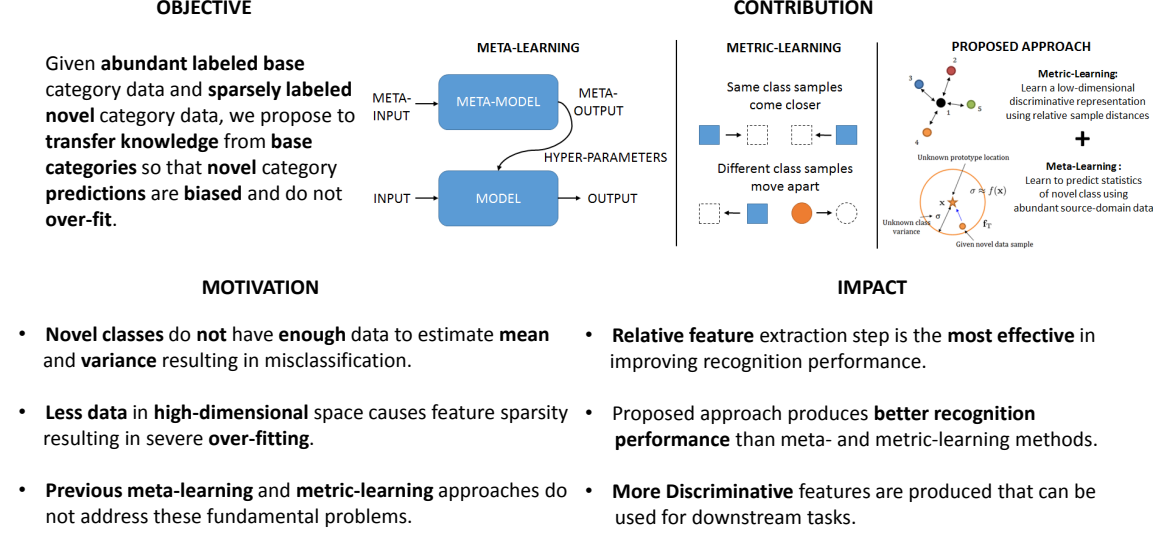 OBJECTIVE
Given abundant labeled base
category data and sparsely labeled
novel category data, we propose to
transfer knowledge from base
categories so that novel category
predictions are biased and do not
over-fit.
CONTRIBUTION
META-LEARNING
META-
INPUT
META-MODEL
META-
OUTPUT
HYPER-PARAMETERS
INPUT
MODEL
OUTPUT
METRIC-LEARNING
Same class samples
come closer
Different class samples
move apart
PROPOSED APPROACH
2
3
1
5
4
Metric-Learning:
Learn a low-dimensional
discriminative representation
using relative sample distances
+
Unknown prototype location
σ ≈ f(x)
x
σ
Unknown class
variance
f_T
Given novel data sample
Meta-Learning :
Learn to predict statistics
of novel class using
abundant source-domain data
MOTIVATION
• Novel classes do not have enough data to estimate mean
and variance resulting in misclassification.
• Less data in high-dimensional space causes feature sparsity
resulting in severe over-fitting.
• Previous meta-learning and metric-learning approaches do
not address these fundamental problems.
IMPACT
• Relative feature extraction step is the most effective in
improving recognition performance.
• Proposed approach produces better recognition
performance than meta- and metric-learning methods.
• More Discriminative features are produced that can be
used for downstream tasks.